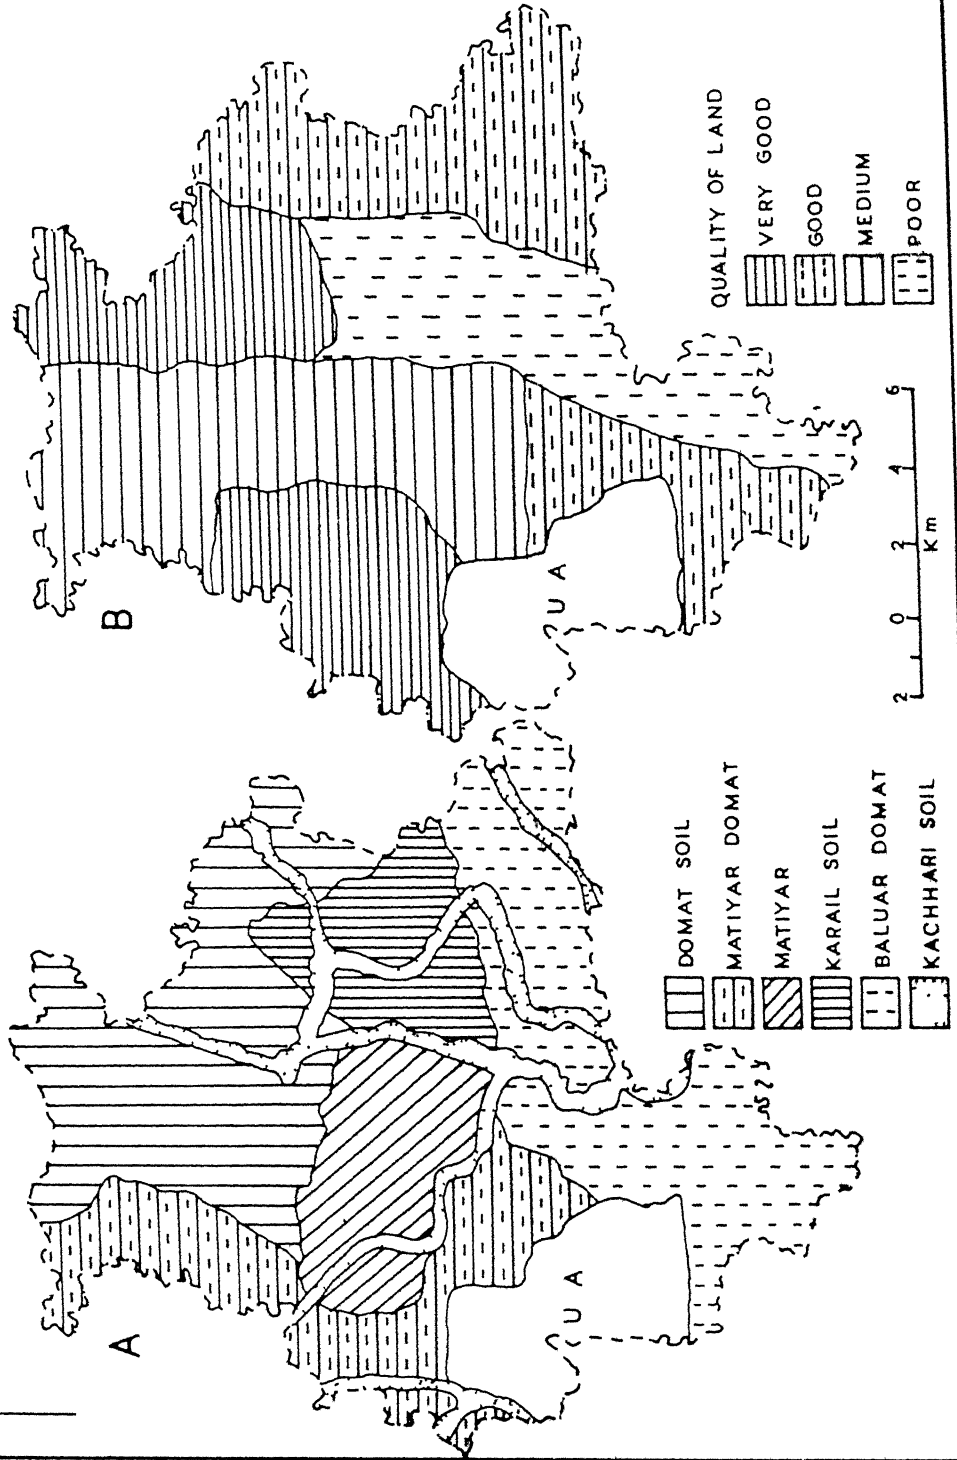 A
U A
DOMAT SOIL
MATIYAR DOMAT
MATIYAR
KARAIL SOIL
BALUAR DOMAT
KACHHARI SOIL
B
U A
QUALITY OF LAND
VERY GOOD
GOOD
MEDIUM
POOR
2 0 2 4 6
Km